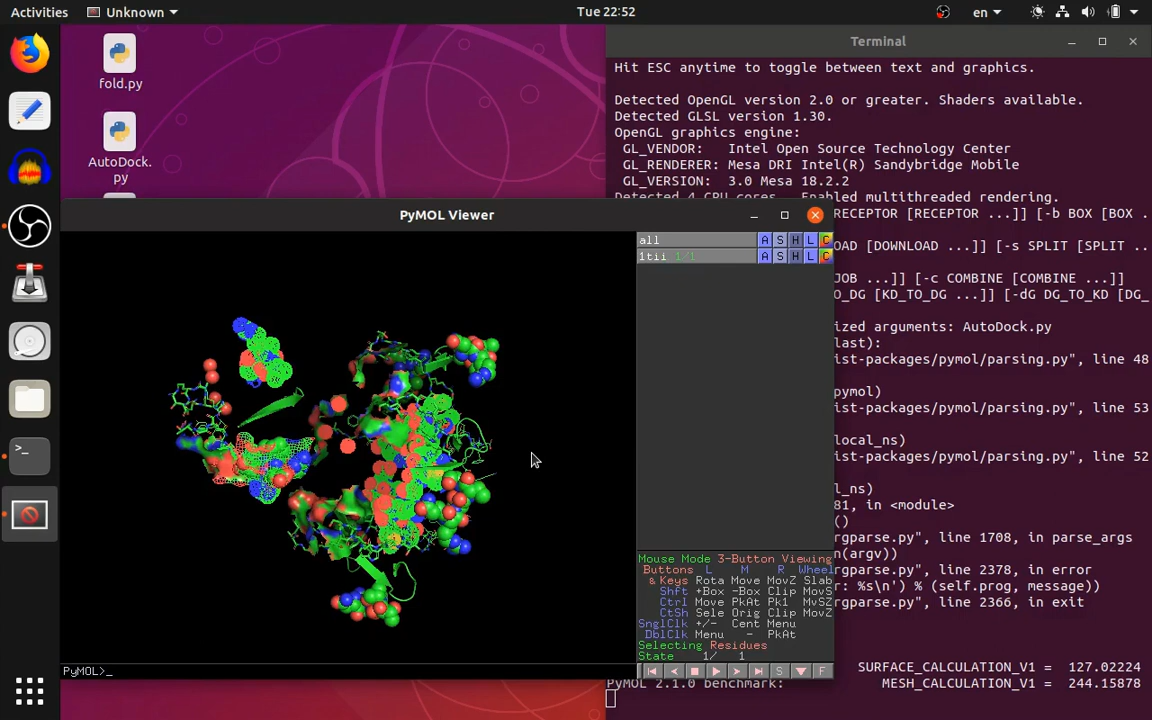 Activities
Unknown
Tue 22:52
en
fold.py
AutoDock.
py
Terminal
Hit ESC anytime to toggle between text and graphics.
Detected OpenGL version 2.0 or greater. Shaders available.
Detected GLSL version 1.30.
OpenGL graphics engine:
GL_VENDOR: Intel Open Source Technology Center
GL_RENDERER: Mesa DRI Intel(R) Sandybridge Mobile
GL_VERSION: 3.0 Mesa 18.2.2
Detected 4 CPU cores. Enabled multithreaded rendering.
RECEPTOR [RECEPTOR ...]] [-b BOX [BOX .
OAD [DOWNLOAD ...]] [-s SPLIT [SPLIT ..
JOB ...]] [-c COMBINE [COMBINE ...]]
TO_DG [KD_TO_DG ...]] [-dG DG_TO_KD [DG_
ized arguments: AutoDock.py
last):
ist-packages/pymol/parsing.py", line 48
pymol)
ist-packages/pymol/parsing.py", line 53
local_ns)
ist-packages/pymol/parsing.py", line 52
l_ns)
81, in <module>
()
rgparse.py", line 1708, in parse_args
n(argv))
rgparse.py", line 2378, in error
r: %s\n') % (self.prog, message))
rgparse.py", line 2366, in exit
SURFACE_CALCULATION_V1 = 127.02224
PyMOL 2.1.0 benchmark: MESH_CALCULATION_V1 = 244.15878
PyMOL Viewer
all A S H L C
1tii 1/1 A S H L C
Mouse Mode 3-Button Viewing
Buttons L M R Wheel
& Keys Rota Move MovZ Slab
Shft +Box -Box Clip MovS
Ctrl Move PkAt Pk1 MvSZ
CtSh Sele Orig Clip MovZ
SnglClk +/- Cent Menu
DblClk Menu - PkAt
Selecting Residues
State 1/ 1
S F
PyMOL>_